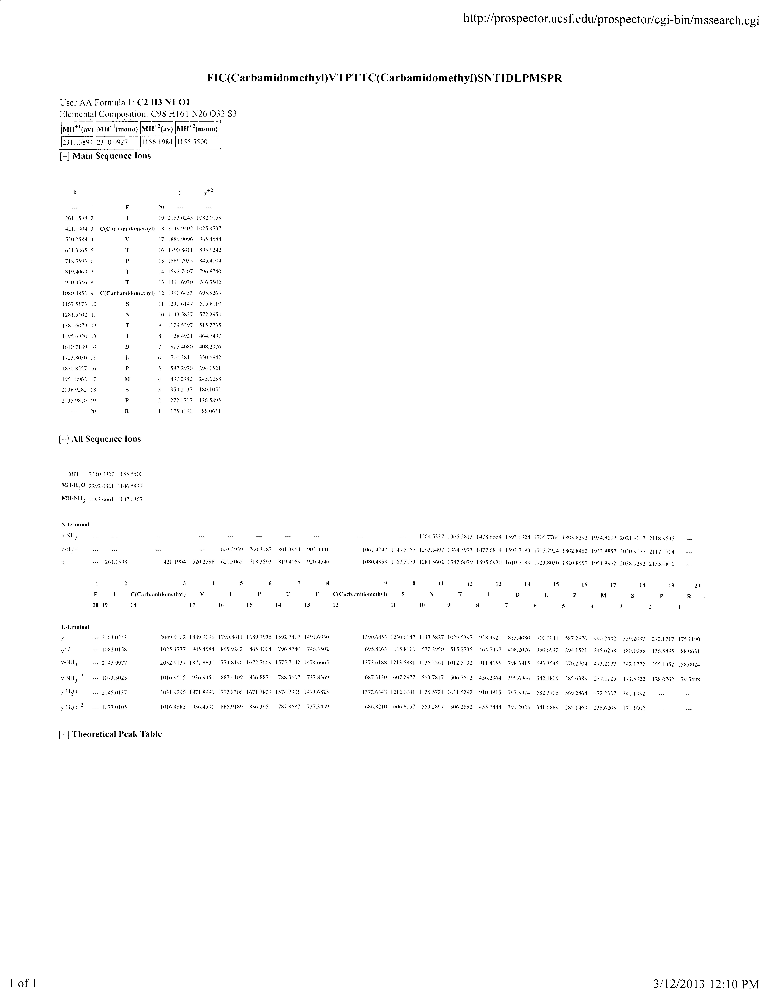 http://prospector.ucsf.edu/prospector/cgi-bin/mssearch.cgi
FIC(Carbamidomethyl)VTPTTC(Carbamidomethyl)SNTIDLPMSPR
User AA Formula 1: C2 H3 N1 O1
Elemental Composition: C98 H161 N26 O32 S3
MH+1(av) MH+1(mono) MH+2(av) MH+2(mono)
2311.3894 2310.0927 1156.1984 1155.5500
[–] Main Sequence Ions
b y y+2
--- 1 F 20 --- ---
261.1598 2 I 19 2163.0243 1082.0158
421.1904 3 C(Carbamidomethyl) 18 2049.9402 1025.4737
520.2588 4 V 17 1889.9096 945.4584
621.3065 5 T 16 1790.8411 895.9242
718.3593 6 P 15 1689.7935 845.4004
819.4069 7 T 14 1592.7407 796.8740
920.4546 8 T 13 1491.6930 746.3502
1080.4853 9 C(Carbamidomethyl) 12 1390.6453 695.8263
1167.5173 10 S 11 1230.6147 615.8110
1281.5602 11 N 10 1143.5827 572.2950
1382.6079 12 T 9 1029.5397 515.2735
1495.6920 13 I 8 928.4921 464.7497
1610.7189 14 D 7 815.4080 408.2076
1723.8030 15 L 6 700.3811 350.6942
1820.8557 16 P 5 587.2970 294.1521
1951.8962 17 M 4 490.2442 245.6258
2038.9282 18 S 3 359.2037 180.1055
2135.9810 19 P 2 272.1717 136.5895
--- 20 R 1 175.1190 88.0631
[–] All Sequence Ions
MH 2310.0927 1155.5500
MH-H2O 2292.0821 1146.5447
MH-NH3 2293.0661 1147.0367
N-terminal
b-NH3 --- --- --- --- --- --- --- --- --- --- 1264.5337 1365.5813 1478.6654 1593.6924 1706.7764 1803.8292 1934.8697 2021.9017 2118.9545 ---
b-H2O --- --- --- --- 603.2959 700.3487 801.3964 902.4441 1062.4747 1149.5067 1263.5497 1364.5973 1477.6814 1592.7083 1705.7924 1802.8452 1933.8857 2020.9177 2117.9704 ---
b --- 261.1598 421.1904 520.2588 621.3065 718.3593 819.4069 920.4546 1080.4853 1167.5173 1281.5602 1382.6079 1495.6920 1610.7189 1723.8030 1820.8557 1951.8962 2038.9282 2135.9810 ---
1 2 3 4 5 6 7 8 9 10 11 12 13 14 15 16 17 18 19 20
- F I C(Carbamidomethyl) V T P T T C(Carbamidomethyl) S N T I D L P M S P R -
20 19 18 17 16 15 14 13 12 11 10 9 8 7 6 5 4 3 2 1
C-terminal
y --- 2163.0243 2049.9402 1889.9096 1790.8411 1689.7935 1592.7407 1491.6930 1390.6453 1230.6147 1143.5827 1029.5397 928.4921 815.4080 700.3811 587.2970 490.2442 359.2037 272.1717 175.1190
y+2 --- 1082.0158 1025.4737 945.4584 895.9242 845.4004 796.8740 746.3502 695.8263 615.8110 572.2950 515.2735 464.7497 408.2076 350.6942 294.1521 245.6258 180.1055 136.5895 88.0631
y-NH3 --- 2145.9977 2032.9137 1872.8830 1773.8146 1672.7669 1575.7142 1474.6665 1373.6188 1213.5881 1126.5561 1012.5132 911.4655 798.3815 683.3545 570.2704 473.2177 342.1772 255.1452 158.0924
y-NH3+2 --- 1073.5025 1016.9605 936.9451 887.4109 836.8871 788.3607 737.8369 687.3130 607.2977 563.7817 506.7602 456.2364 399.6944 342.1809 285.6389 237.1125 171.5922 128.0762 79.5498
y-H2O --- 2145.0137 2031.9296 1871.8990 1772.8306 1671.7829 1574.7301 1473.6825 1372.6348 1212.6041 1125.5721 1011.5292 910.4815 797.3974 682.3705 569.2864 472.2337 341.1932 --- ---
y-H2O+2 --- 1073.0105 1016.4685 936.4531 886.9189 836.3951 787.8687 737.3449 686.8210 606.8057 563.2897 506.2682 455.7444 399.2024 341.6889 285.1469 236.6205 171.1002 --- ---
[+] Theoretical Peak Table
1 of 1
3/12/2013 12:10 PM